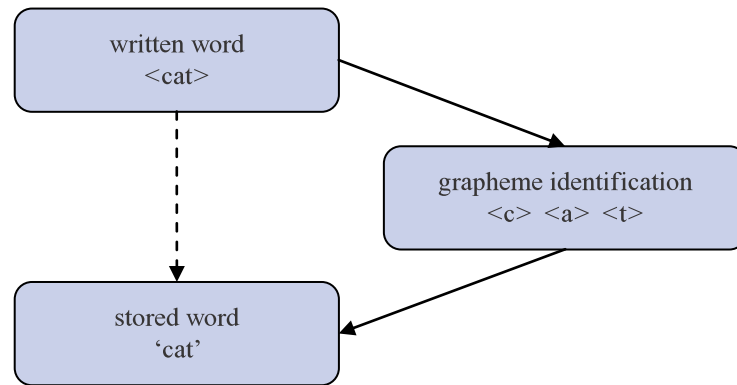 written word
<cat>
grapheme identification
<c> <a> <t>
stored word
‘cat’